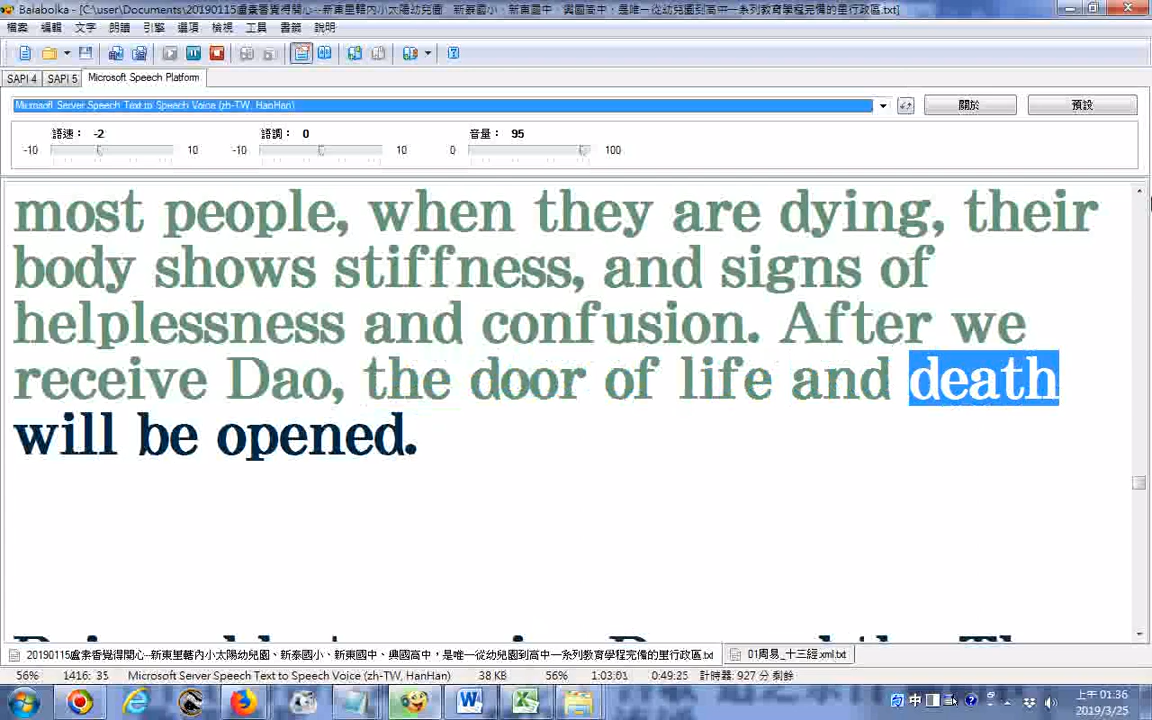 Balabolka - [C:\user\Documents\20190115盧素香覺得開心--新東里轄內小太陽幼兒園、新泰國小、新東國中、興國高中，是唯一從幼兒園到高中一系列教育學程完備的里行政區.txt]
檔案 編輯 文字 朗讀 引擎 選項 檢視 工具 書籤 說明
SAPI 4 SAPI 5 Microsoft Speech Platform
Microsoft Server Speech Text to Speech Voice (zh-TW, HanHan) 關於 預設
語速： -2 語調： 0 音量： 95
-10 10 -10 10 0 100
most people, when they are dying, their
body shows stiffness, and signs of
helplessness and confusion. After we
receive Dao, the door of life and death
will be opened.
20190115盧素香覺得開心--新東里轄內小太陽幼兒園、新泰國小、新東國中、興國高中，是唯一從幼兒園到高中一系列教育學程完備的里行政區.txt 01周易_十三經.xml.txt
56% 1416: 35 Microsoft Server Speech Text to Speech Voice (zh-TW, HanHan) 38 KB 56% 1:03:01 0:49:25 計時器: 927 分 剩餘
中 上午 01:36
2019/3/25